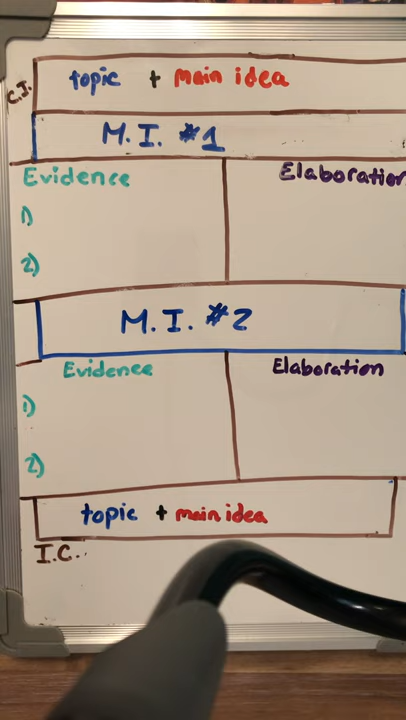 C.I.
topic + main idea
M.I. #1
Evidence Elaboration
1)
2)
M.I. #2
Evidence Elaboration
1)
2)
topic + main idea
I.C.